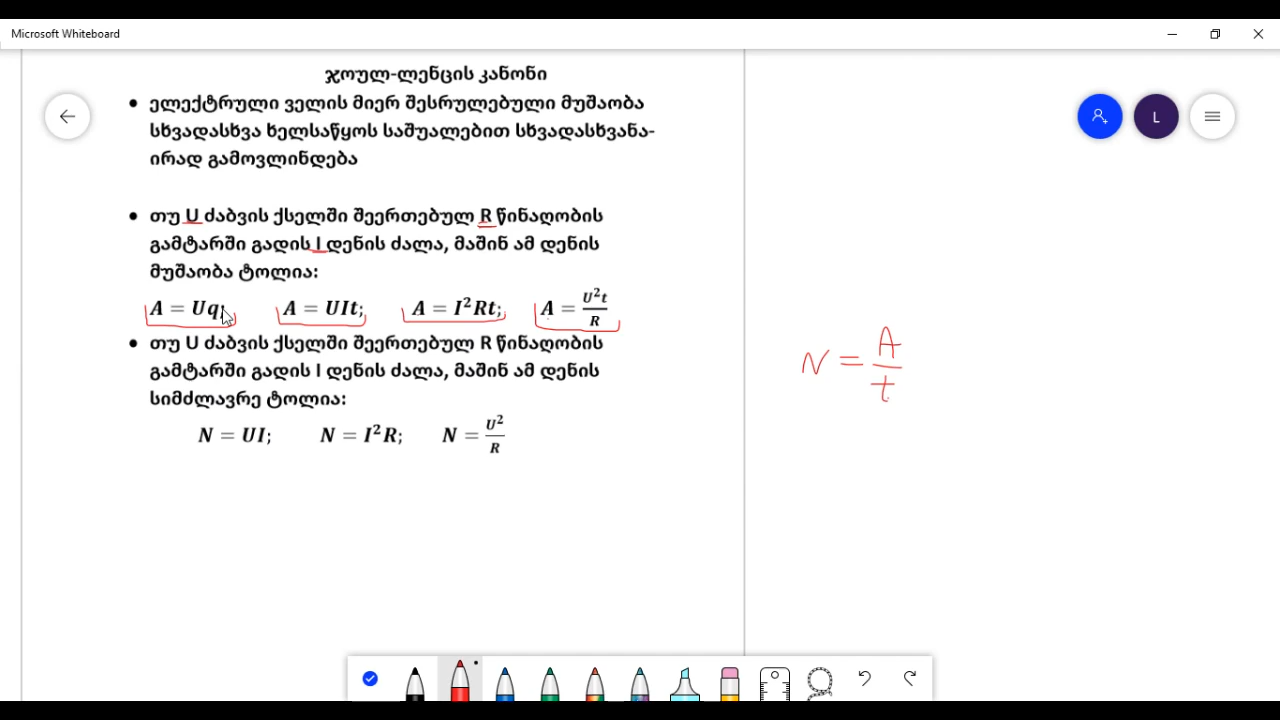 Microsoft Whiteboard
ჯოულ-ლენცის კანონი
• ელექტრული ველის მიერ შესრულებული მუშაობა
სხვადასხვა ხელსაწყოს საშუალებით სხვადასხვანა-
ირად გამოვლინდება
• თუ U ძაბვის ქსელში შეერთებულ R წინაღობის
გამტარში გადის I დენის ძალა, მაშინ ამ დენის
მუშაობა ტოლია:
A = Uq; A = UIt; A = I²Rt; A = U²t/R
• თუ U ძაბვის ქსელში შეერთებულ R წინაღობის
გამტარში გადის I დენის ძალა, მაშინ ამ დენის
სიმძლავრე ტოლია:
N = UI; N = I²R; N = U²/R
N = A/t
L